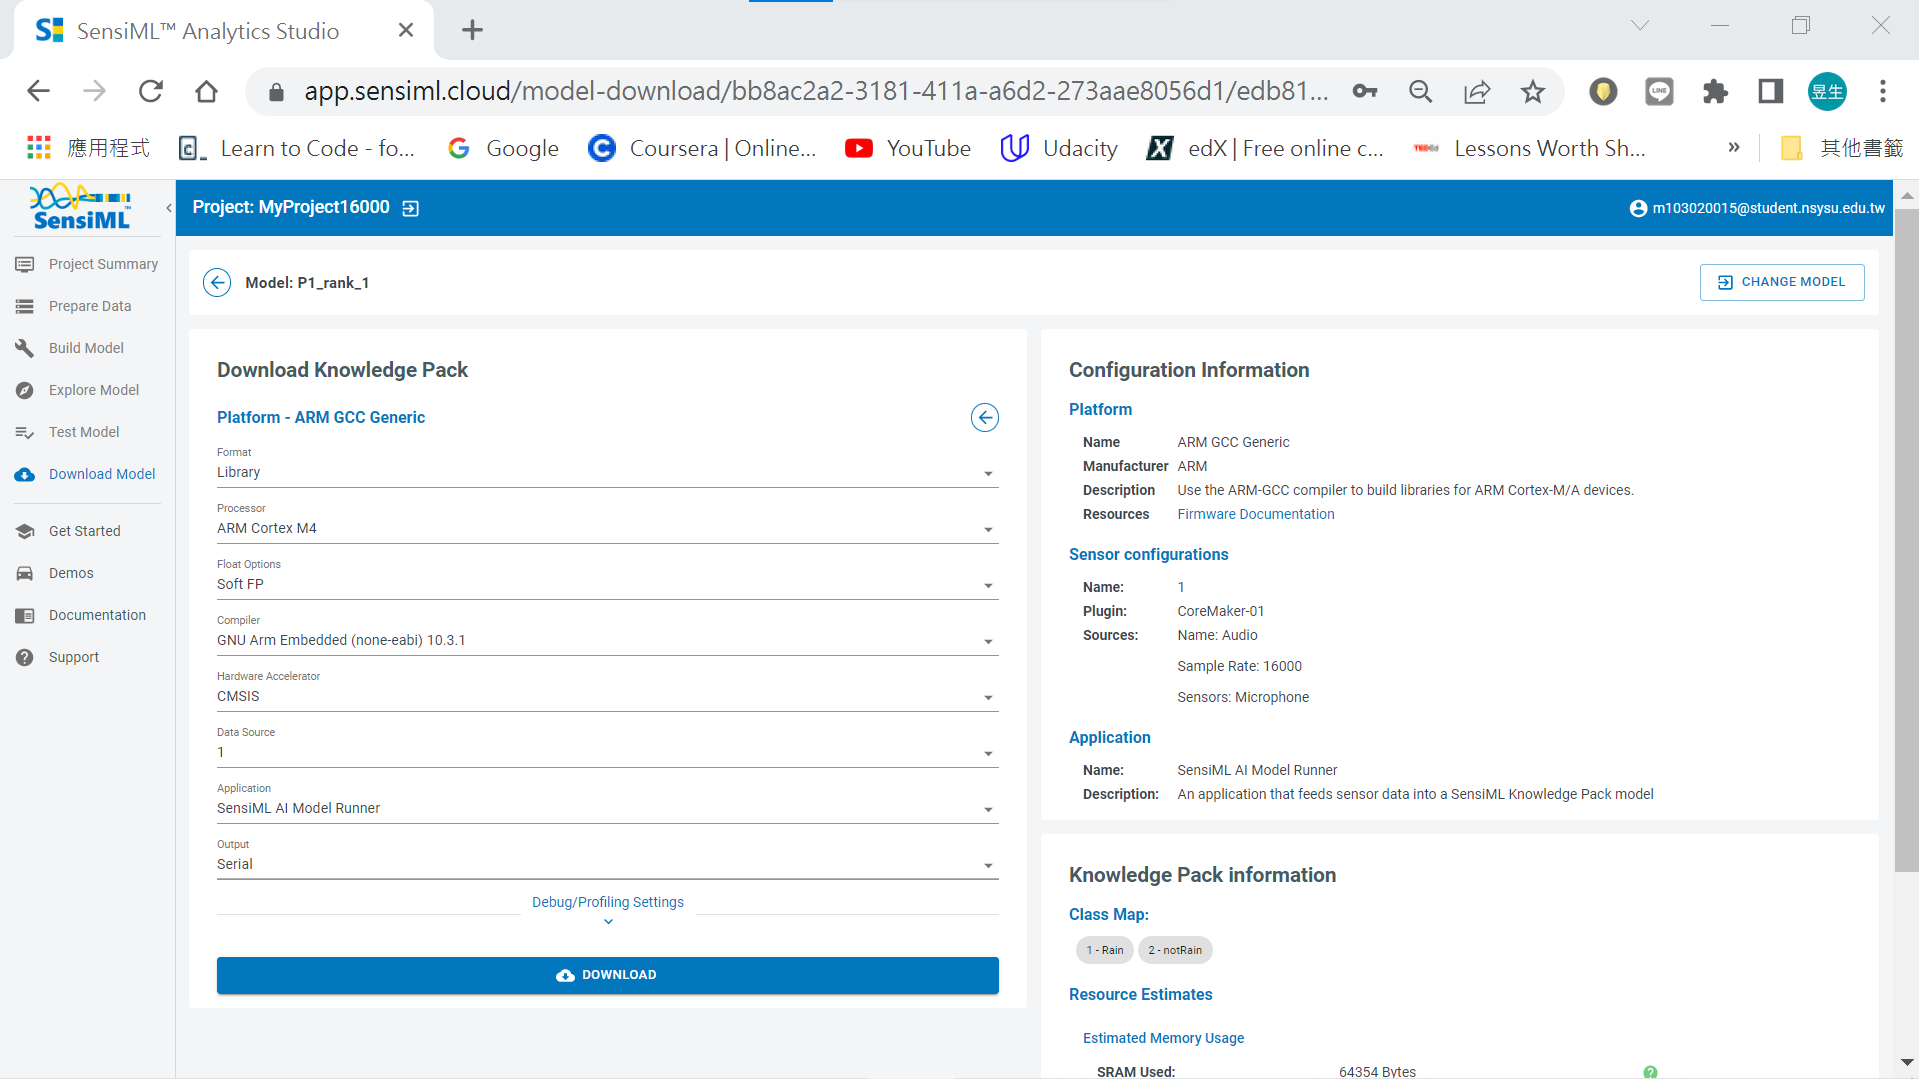 SensiML™ Analytics Studio
app.sensiml.cloud/model-download/bb8ac2a2-3181-411a-a6d2-273aae8056d1/edb81...
LINE
昱生
應用程式
Learn to Code - fo...
Google
Coursera | Online...
YouTube
Udacity
edX | Free online c...
Lessons Worth Sh...
»
其他書籤
SensiML
Project: MyProject16000
m103020015@student.nsysu.edu.tw
Project Summary
Prepare Data
Build Model
Explore Model
Test Model
Download Model
Get Started
Demos
Documentation
Support
Model: P1_rank_1
CHANGE MODEL
Download Knowledge Pack
Platform - ARM GCC Generic
Format
Library
Processor
ARM Cortex M4
Float Options
Soft FP
Compiler
GNU Arm Embedded (none-eabi) 10.3.1
Hardware Accelerator
CMSIS
Data Source
1
Application
SensiML AI Model Runner
Output
Serial
Debug/Profiling Settings
DOWNLOAD
Configuration Information
Platform
Name ARM GCC Generic
Manufacturer ARM
Description Use the ARM-GCC compiler to build libraries for ARM Cortex-M/A devices.
Resources Firmware Documentation
Sensor configurations
Name: 1
Plugin: CoreMaker-01
Sources: Name: Audio
Sample Rate: 16000
Sensors: Microphone
Application
Name: SensiML AI Model Runner
Description: An application that feeds sensor data into a SensiML Knowledge Pack model
Knowledge Pack information
Class Map:
1 - Rain 2 - notRain
Resource Estimates
Estimated Memory Usage
SRAM Used: 64354 Bytes